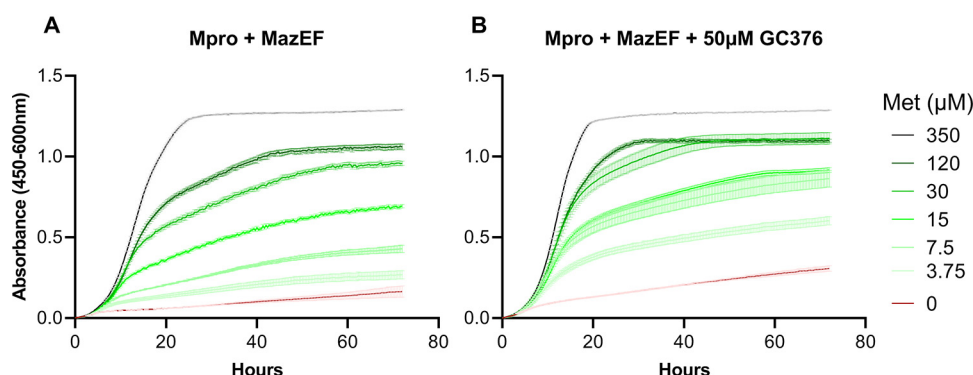 A
Mpro + MazEF
B
Mpro + MazEF + 50µM GC376
Absorbance (450-600nm)
1.5
1.0
0.5
0.0
0 20 40 60 80
Hours
1.5
1.0
0.5
0.0
0 20 40 60 80
Hours
Met (µM)
350
120
30
15
7.5
3.75
0